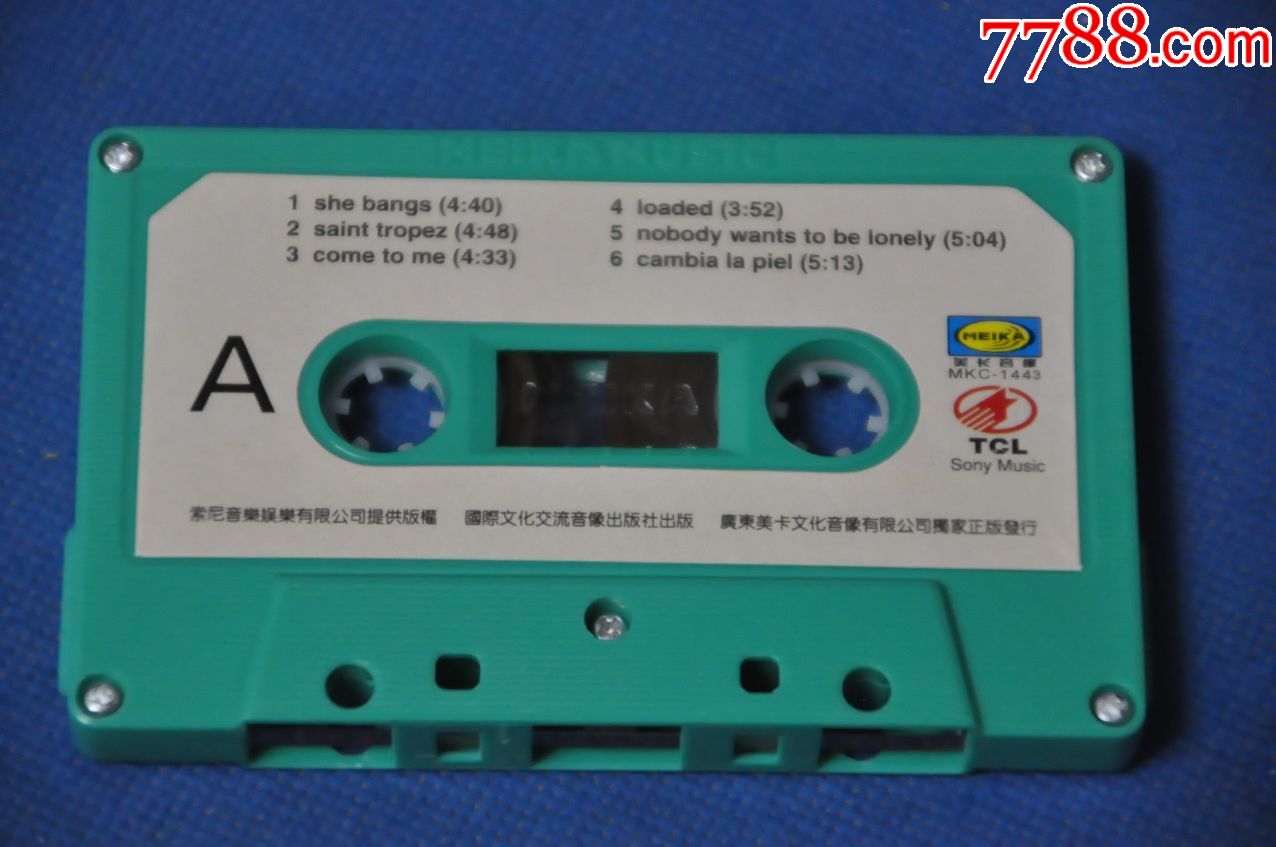 7788.com
MEIKA MUSIC
1 she bangs (4:40)
2 saint tropez (4:48)
3 come to me (4:33)
4 loaded (3:52)
5 nobody wants to be lonely (5:04)
6 cambia la piel (5:13)
A
MEIKA
MEIKA
美卡音像
MKC-1443
TCL
Sony Music
索尼音樂娛樂有限公司提供版權 國際文化交流音像出版社出版 廣東美卡文化音像有限公司獨家正版發行